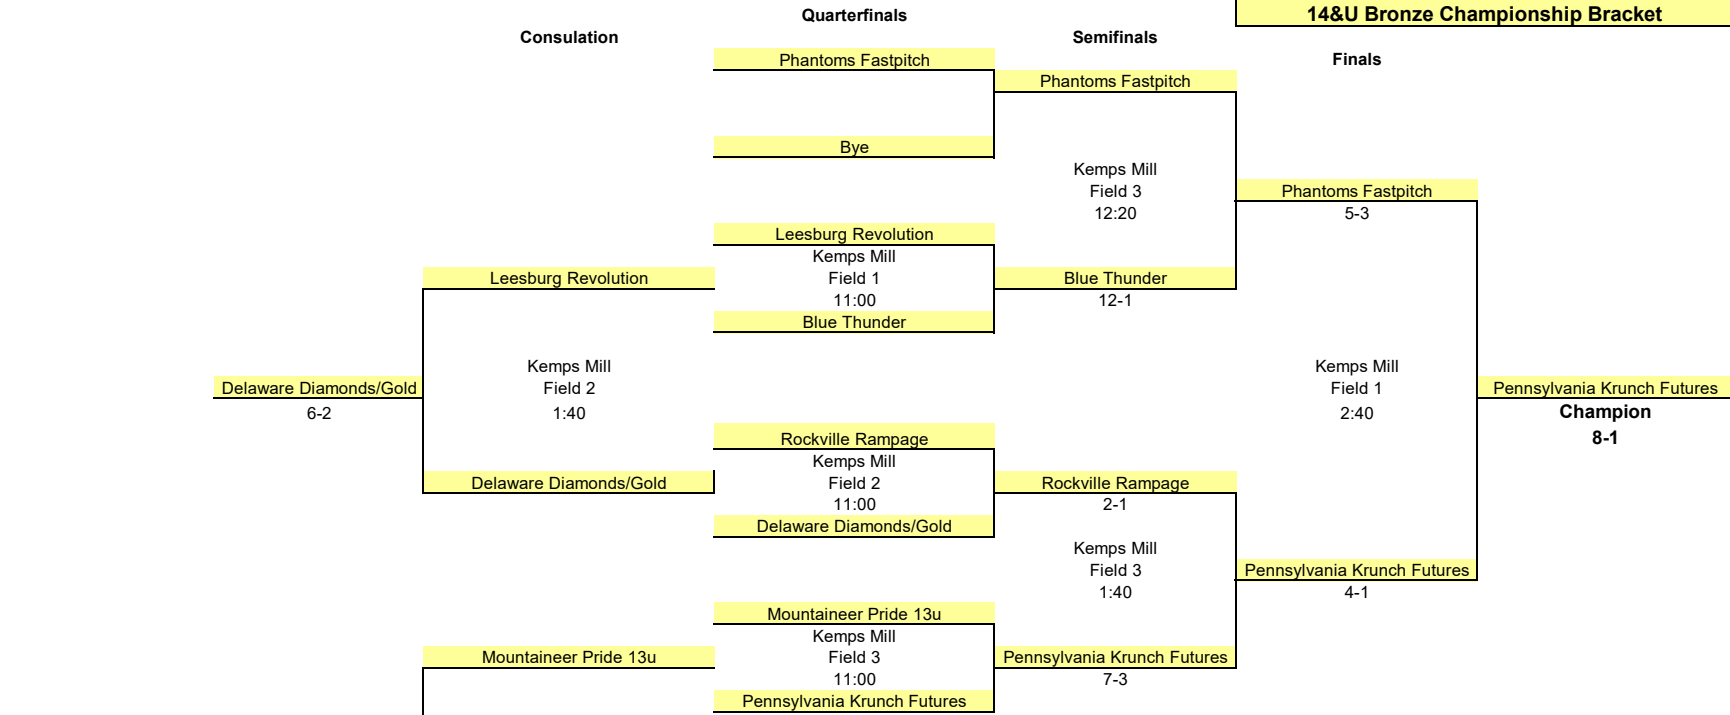 14&U Bronze Championship Bracket
Quarterfinals
Consulation
Semifinals
Finals
Phantoms Fastpitch
Phantoms Fastpitch
Bye
Kemps Mill
Field 3
12:20
Phantoms Fastpitch
5-3
Leesburg Revolution
Kemps Mill
Field 1
11:00
Blue Thunder
Leesburg Revolution
Blue Thunder
12-1
Kemps Mill
Field 2
1:40
Delaware Diamonds/Gold
6-2
Kemps Mill
Field 1
2:40
Pennsylvania Krunch Futures
Champion
8-1
Rockville Rampage
Kemps Mill
Field 2
11:00
Delaware Diamonds/Gold
Delaware Diamonds/Gold
Rockville Rampage
2-1
Kemps Mill
Field 3
1:40
Pennsylvania Krunch Futures
4-1
Mountaineer Pride 13u
Kemps Mill
Field 3
11:00
Pennsylvania Krunch Futures
Mountaineer Pride 13u
Pennsylvania Krunch Futures
7-3